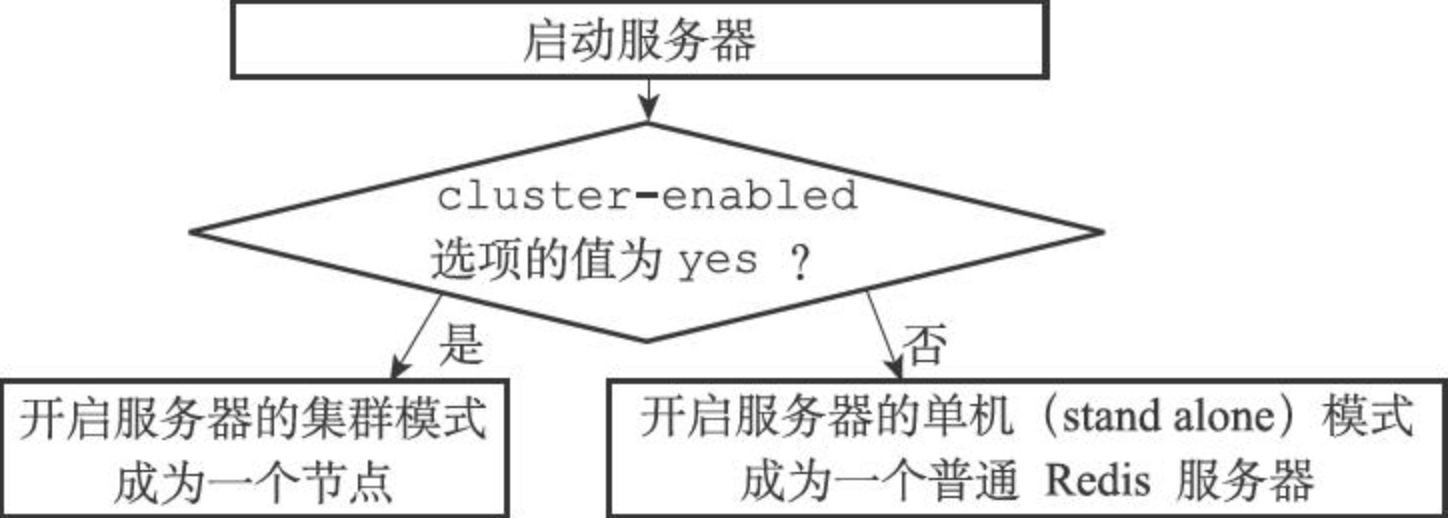 启动服务器
cluster-enabled
选项的值为 yes ？
是
否
开启服务器的集群模式
成为一个节点
开启服务器的单机（stand alone）模式
成为一个普通 Redis 服务器